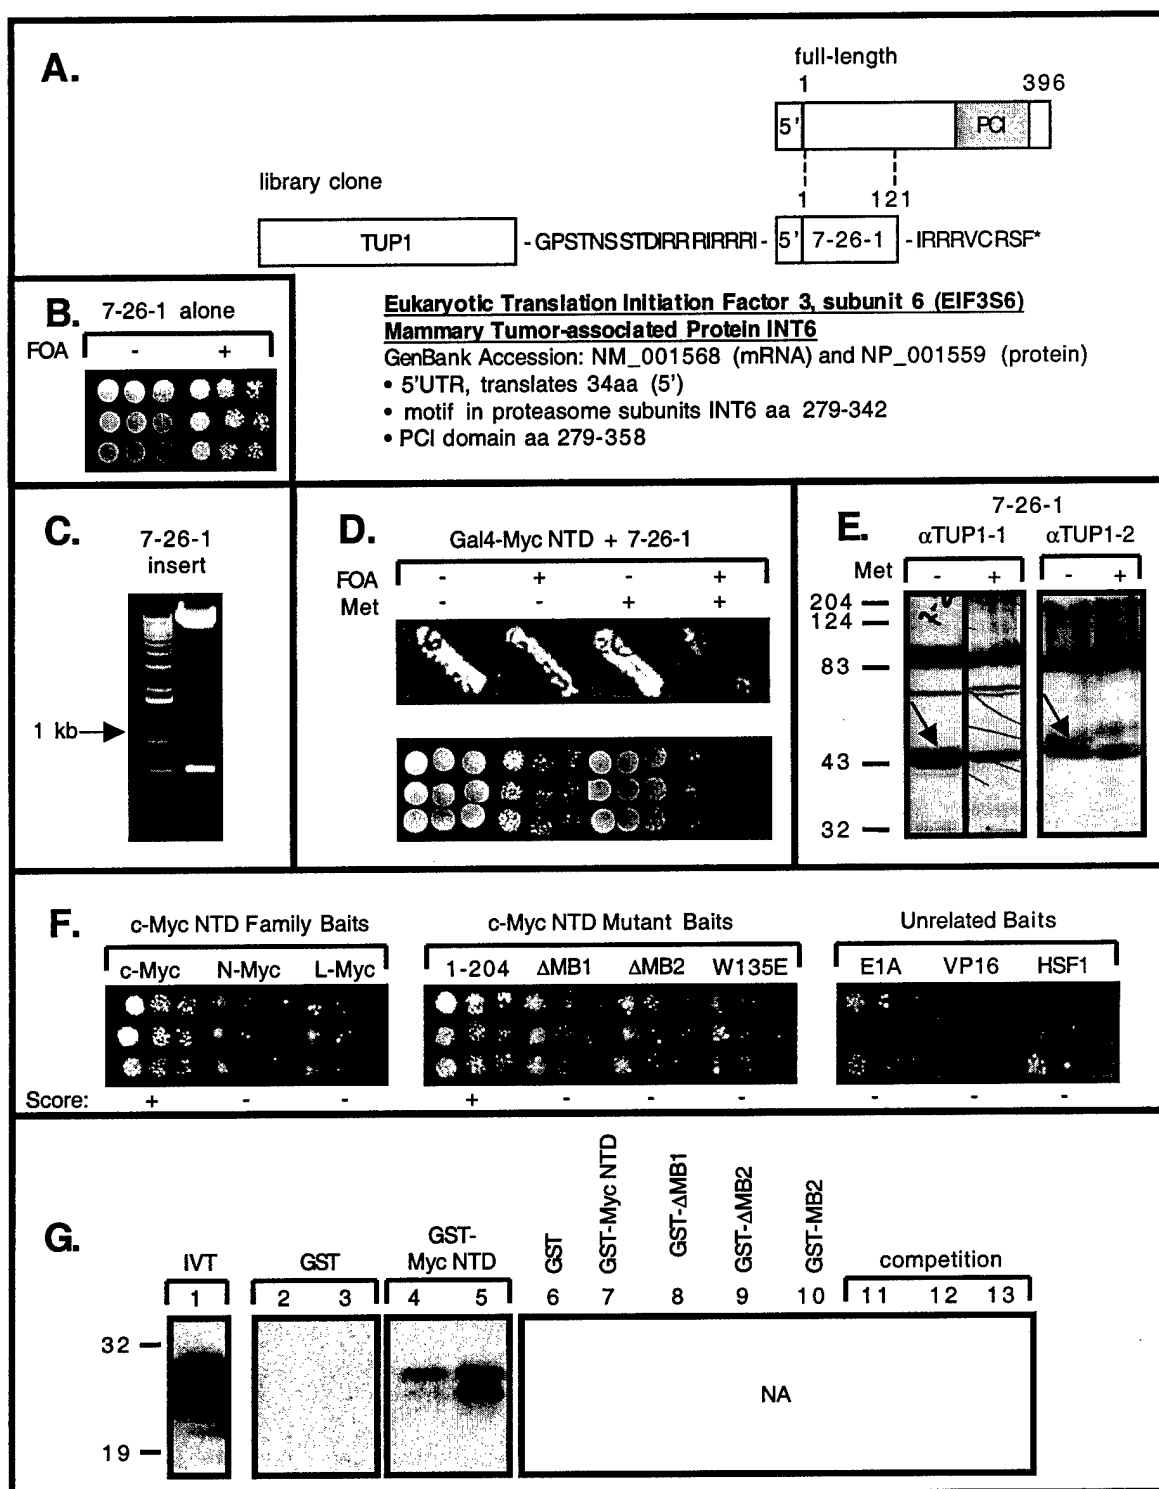 A.
full-length
1 396
5' PCI
library clone
1 121
TUP1 -GPSTNSSTDIRRRIRRRI- 5' 7-26-1 -IRRRVCRSF*
B. 7-26-1 alone
FOA - +
Eukaryotic Translation Initiation Factor 3, subunit 6 (EIF3S6)
Mammary Tumor-associated Protein INT6
GenBank Accession: NM_001568 (mRNA) and NP_001559 (protein)
• 5'UTR, translates 34aa (5')
• motif in proteasome subunits INT6 aa 279-342
• PCI domain aa 279-358
C.
7-26-1
insert
1 kb
D.
Gal4-Myc NTD + 7-26-1
FOA - + - +
Met - - + +
E.
7-26-1
αTUP1-1 αTUP1-2
Met - + - +
204
124
83
43
32
F.
c-Myc NTD Family Baits c-Myc NTD Mutant Baits Unrelated Baits
c-Myc N-Myc L-Myc 1-204 ΔMB1 ΔMB2 W135E E1A VP16 HSF1
Score: + - - + - - - - - -
G.
IVT GST GST-
Myc NTD
GST
GST-Myc NTD
GST-ΔMB1
GST-ΔMB2
GST-MB2
competition
1 2 3 4 5 6 7 8 9 10 11 12 13
32
19
NA